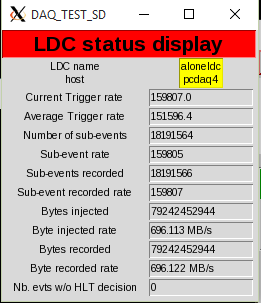 DAQ_TEST_SD
LDC status display
LDC name aloneldc
host pcdaq4
Current Trigger rate 159807.0
Average Trigger rate 151596.4
Number of sub-events 18191564
Sub-event rate 159805
Sub-events recorded 18191566
Sub-event recorded rate 159807
Bytes injected 79242452944
Byte injected rate 696.113 MB/s
Bytes recorded 79242452944
Byte recorded rate 696.122 MB/s
Nb. evts w/o HLT decision 0